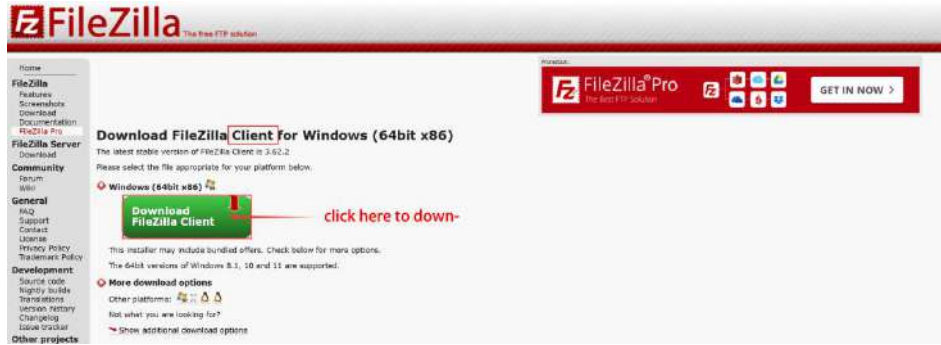 FileZilla The free FTP solution
Home
FileZilla
Features
Screenshots
Download
Documentation
FileZilla Pro
FileZilla Server
Download
Community
Forum
Wiki
General
FAQ
Support
Contact
License
Privacy Policy
Trademark Policy
Development
Source code
Nightly builds
Translations
Version history
Changelog
Issue tracker
Other projects
Promotion:
FileZilla® Pro
The Best FTP Solution
GET IN NOW >
Download FileZilla Client for Windows (64bit x86)
The latest stable version of FileZilla Client is 3.62.2
Please select the file appropriate for your platform below.
Windows (64bit x86)
Download
FileZilla Client
click here to down-
This installer may include bundled offers. Check below for more options.
The 64bit versions of Windows 8.1, 10 and 11 are supported.
More download options
Other platforms:
Not what you are looking for?
Show additional download options